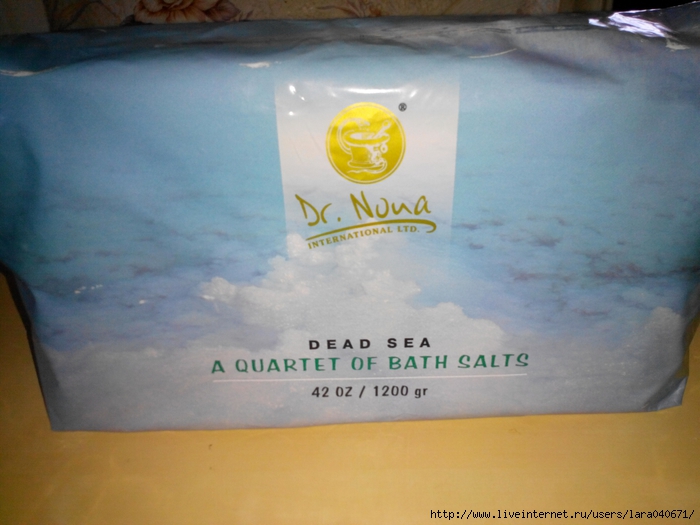 ®
Dr. Nona
INTERNATIONAL LTD.
DEAD SEA
A QUARTET OF BATH SALTS
42 OZ / 1200 gr
http://www.liveinternet.ru/users/lara040671/